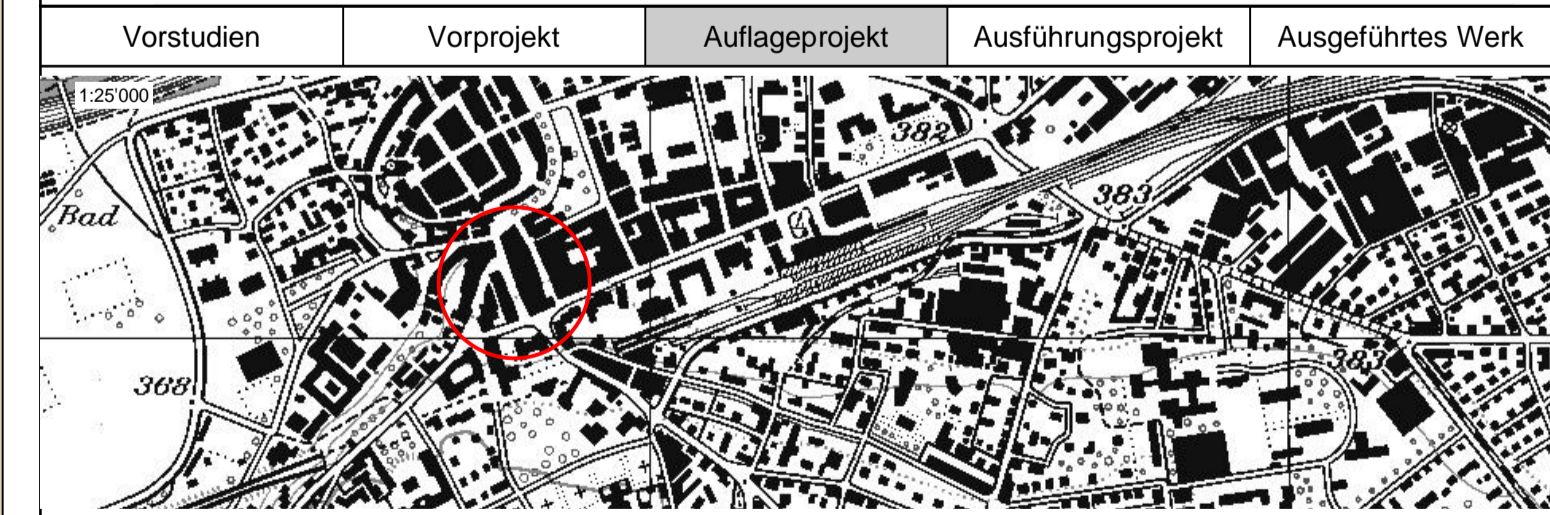 Vorstudien Vorprojekt Auflageprojekt Ausführungsprojekt Ausgeführtes Werk
1:25'000
382
383
Bad
383
368